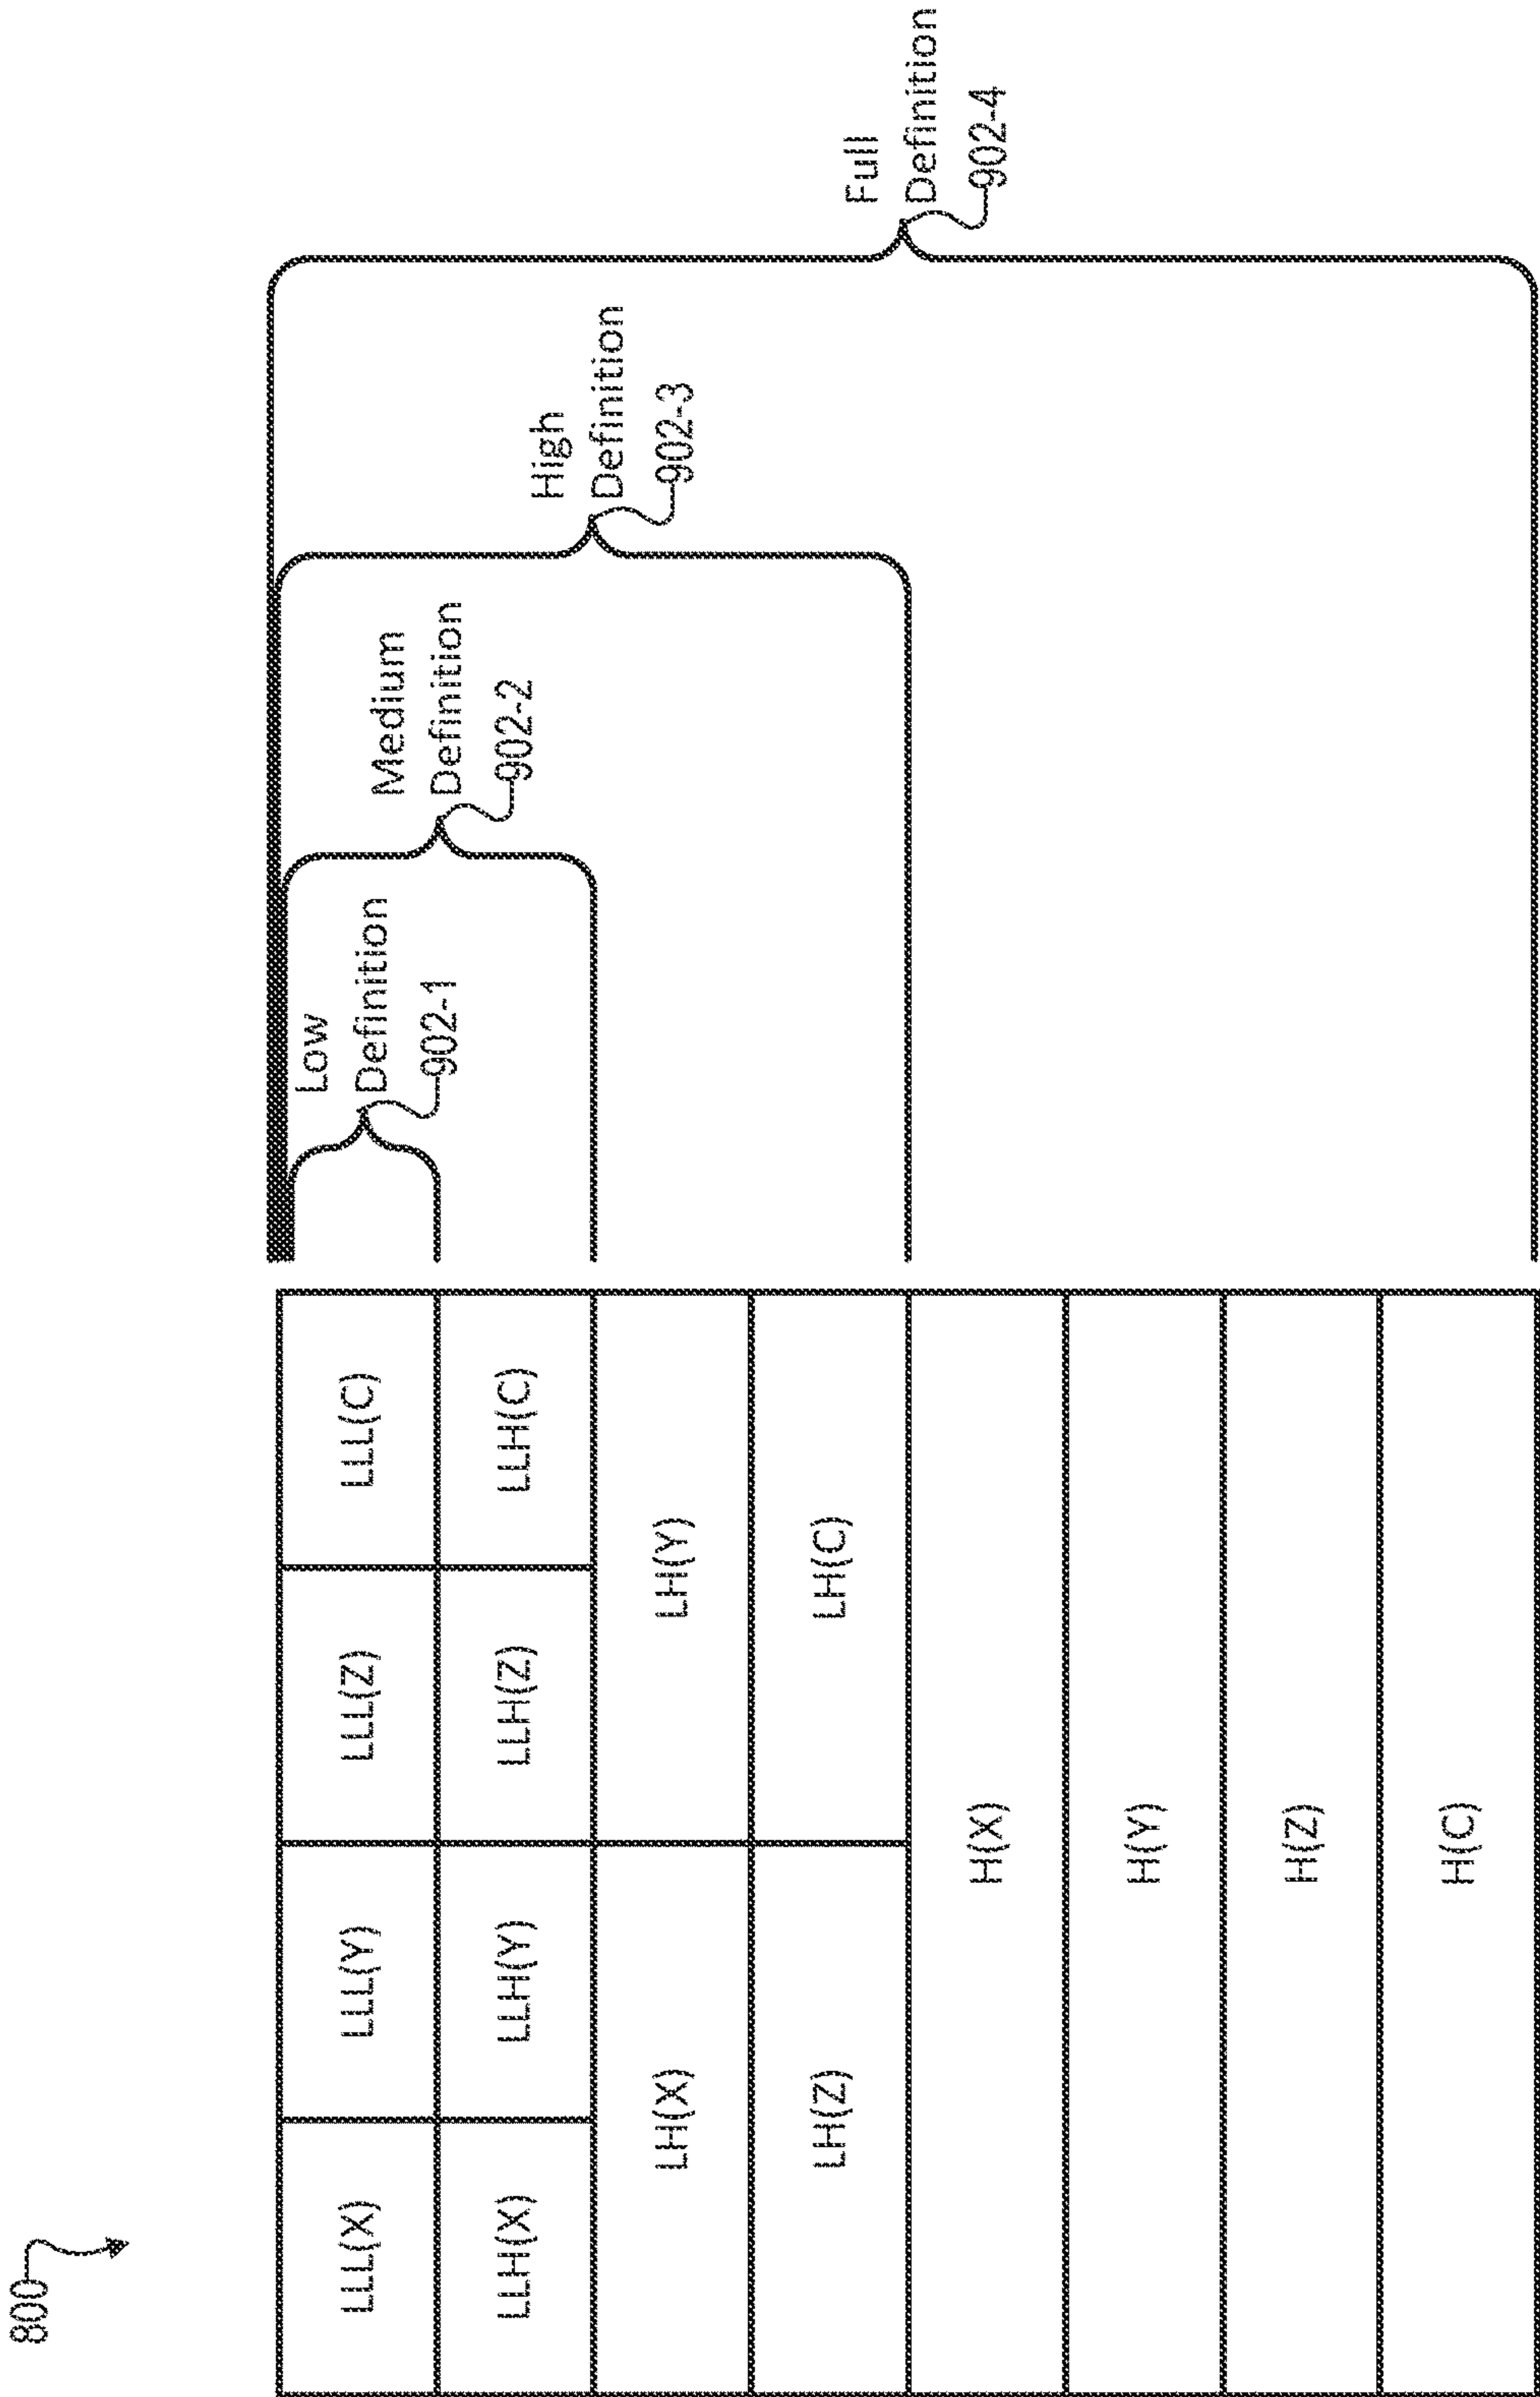 800
LLL(X) LLL(Y) LLL(Z) LLL(C)
LLH(X) LLH(Y) LLH(Z) LLH(C)
LH(X) LH(Y)
LH(Z) LH(C)
H(X)
H(Y)
H(Z)
H(C)
Low
Definition
902-1
Medium
Definition
902-2
High
Definition
902-3
Full
Definition
902-4